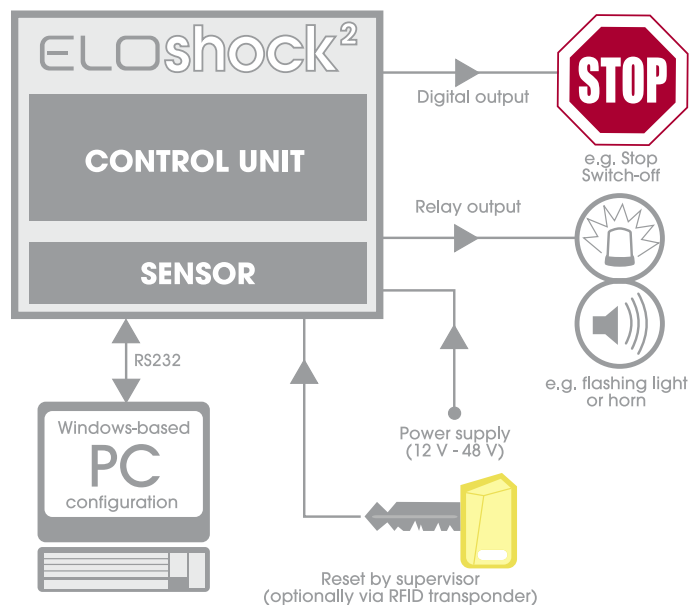 ELOshock²
CONTROL UNIT
SENSOR
Digital output
STOP
e.g. Stop
Switch-off
Relay output
e.g. flashing light
or horn
RS232
Windows-based
PC
configuration
Power supply
(12 V - 48 V)
Reset by supervisor
(optionally via RFID transponder)